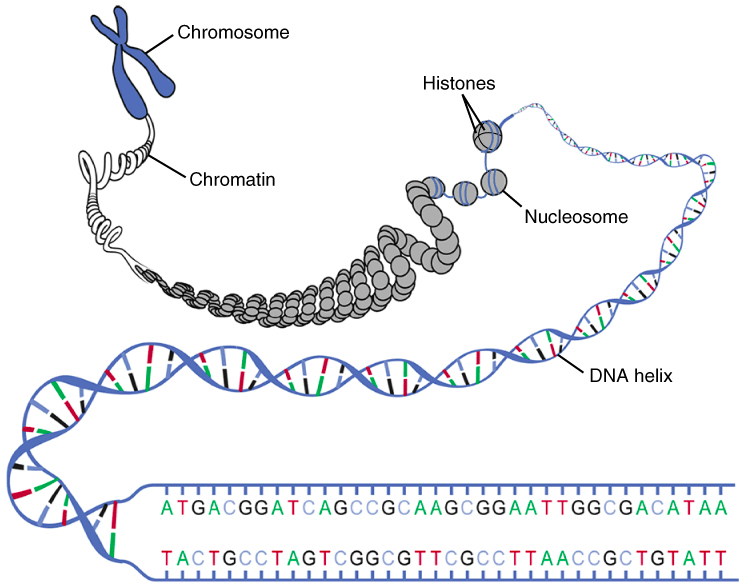 Chromosome
Histones
Chromatin
Nucleosome
DNA helix
ATGACGGATCAGCCGCAAGCGGAATTGGCGACATAA
TACTGCCTAGTCGGCGTTCGCCTTAACCGCTGTATT